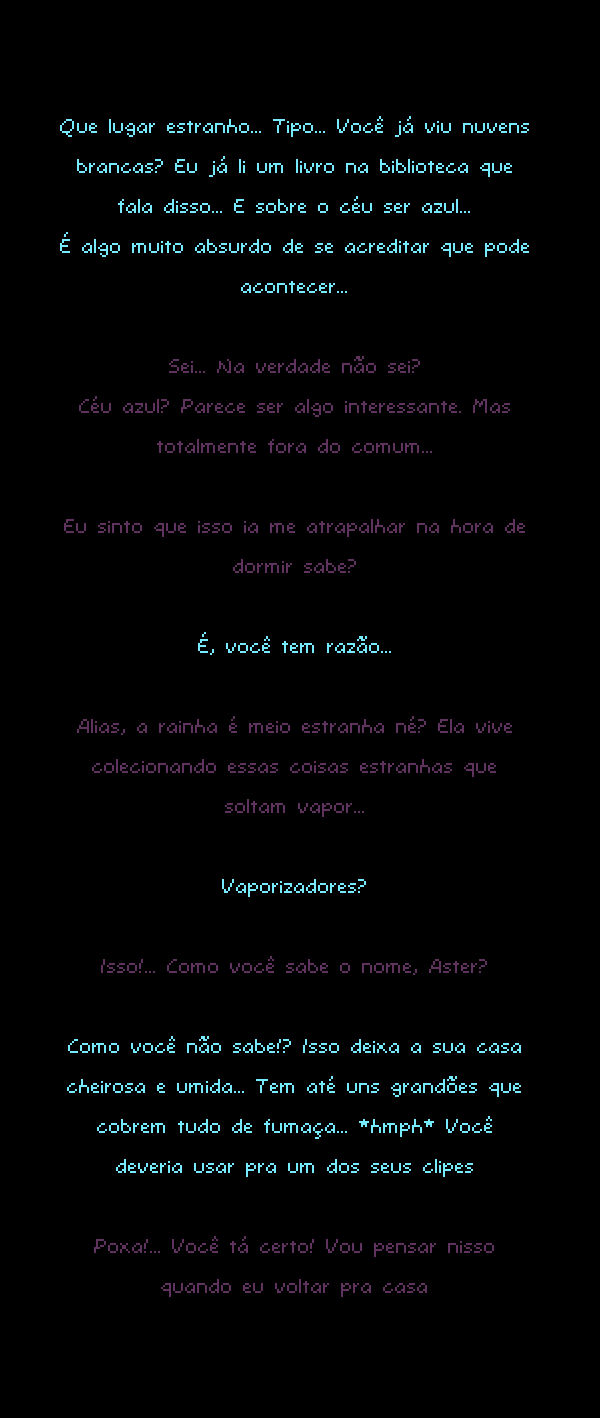 Que lugar estranho... Tipo... Você já viu nuvens
brancas? Eu já li um livro na biblioteca que
fala disso... E sobre o céu ser azul...
É algo muito absurdo de se acreditar que pode
acontecer...
Sei... Na verdade não sei?
Céu azul? Parece ser algo interessante. Mas
totalmente fora do comum...
Eu sinto que isso ia me atrapalhar na hora de
dormir sabe?
É, você tem razão...
Alias, a rainha é meio estranha né? Ela vive
colecionando essas coisas estranhas que
soltam vapor...
Vaporizadores?
Isso!... Como você sabe o nome, Aster?
Como você não sabe!? Isso deixa a sua casa
cheirosa e umida... Tem até uns grandões que
cobrem tudo de fumaça... *hmph* Você
deveria usar pra um dos seus clipes
Poxa!... Você tá certo! Vou pensar nisso
quando eu voltar pra casa